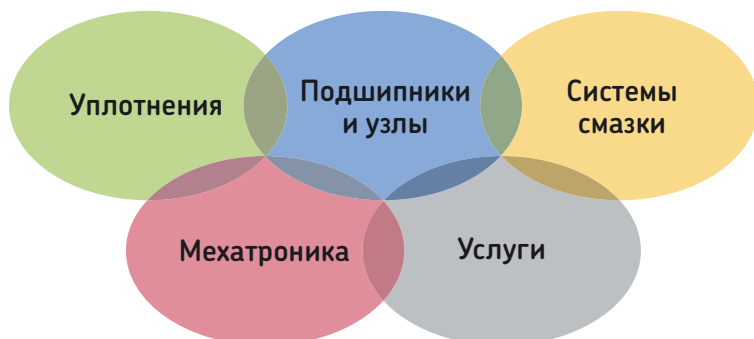 Уплотнения
Подшипники
и узлы
Системы
смазки
Мехатроника
Услуги